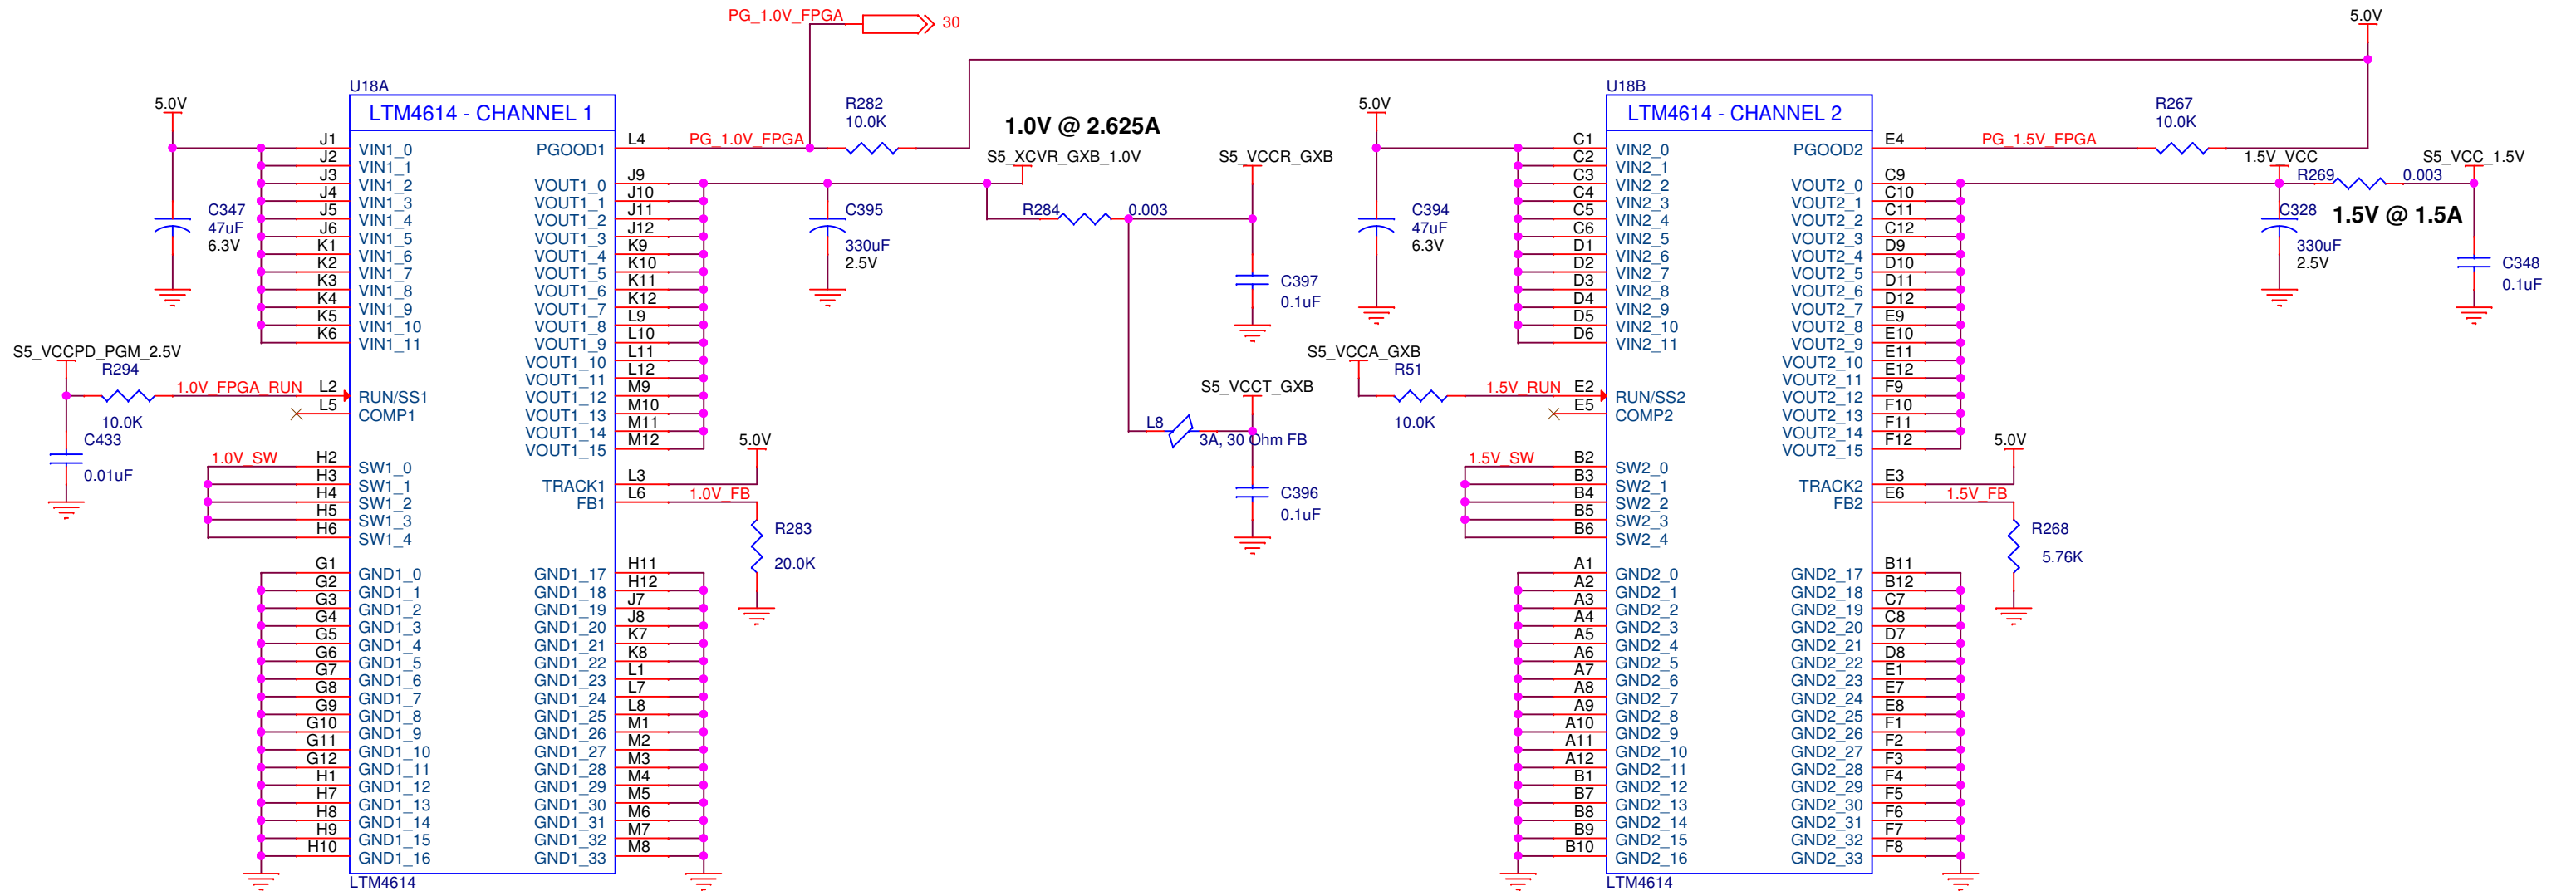 PG_1.0V_FPGA
30
5.0V
U18A
LTM4614 - CHANNEL 1
5.0V
C347
47uF
6.3V
J1 VIN1_0
J2 VIN1_1
J3 VIN1_2
J4 VIN1_3
J5 VIN1_4
J6 VIN1_5
K1 VIN1_6
K2 VIN1_7
K3 VIN1_8
K4 VIN1_9
K5 VIN1_10
K6 VIN1_11
S5_VCCPD_PGM_2.5V
R294
10.0K
1.0V_FPGA_RUN
L2 RUN/SS1
L5 COMP1
C433
0.01uF
1.0V_SW
H2 SW1_0
H3 SW1_1
H4 SW1_2
H5 SW1_3
H6 SW1_4
G1 GND1_0
G2 GND1_1
G3 GND1_2
G4 GND1_3
G5 GND1_4
G6 GND1_5
G7 GND1_6
G8 GND1_7
G9 GND1_8
G10 GND1_9
G11 GND1_10
G12 GND1_11
H1 GND1_12
H7 GND1_13
H8 GND1_14
H9 GND1_15
H10 GND1_16
PGOOD1 L4
PG_1.0V_FPGA
R282
10.0K
VOUT1_0 J9
VOUT1_1 J10
VOUT1_2 J11
VOUT1_3 J12
VOUT1_4 K9
VOUT1_5 K10
VOUT1_6 K11
VOUT1_7 K12
VOUT1_8 L9
VOUT1_9 L10
VOUT1_10 L11
VOUT1_11 L12
VOUT1_12 M9
VOUT1_13 M10
VOUT1_14 M11
VOUT1_15 M12
TRACK1 L3
5.0V
FB1 L6
1.0V_FB
R283
20.0K
GND1_17 H11
GND1_18 H12
GND1_19 J7
GND1_20 J8
GND1_21 K7
GND1_22 K8
GND1_23 L1
GND1_24 L7
GND1_25 L8
GND1_26 M1
GND1_27 M2
GND1_28 M3
GND1_29 M4
GND1_30 M5
GND1_31 M6
GND1_32 M7
GND1_33 M8
LTM4614
1.0V @ 2.625A
S5_XCVR_GXB_1.0V
C395
330uF
2.5V
R284
0.003
S5_VCCR_GXB
C397
0.1uF
S5_VCCT_GXB
L8
3A, 30 Ohm FB
C396
0.1uF
U18B
LTM4614 - CHANNEL 2
5.0V
C394
47uF
6.3V
C1 VIN2_0
C2 VIN2_1
C3 VIN2_2
C4 VIN2_3
C5 VIN2_4
C6 VIN2_5
D1 VIN2_6
D2 VIN2_7
D3 VIN2_8
D4 VIN2_9
D5 VIN2_10
D6 VIN2_11
S5_VCCA_GXB
R51
10.0K
1.5V_RUN
E2 RUN/SS2
E5 COMP2
1.5V_SW
B2 SW2_0
B3 SW2_1
B4 SW2_2
B5 SW2_3
B6 SW2_4
A1 GND2_0
A2 GND2_1
A3 GND2_2
A4 GND2_3
A5 GND2_4
A6 GND2_5
A7 GND2_6
A8 GND2_7
A9 GND2_8
A10 GND2_9
A11 GND2_10
A12 GND2_11
B1 GND2_12
B7 GND2_13
B8 GND2_14
B9 GND2_15
B10 GND2_16
PGOOD2 E4
PG_1.5V_FPGA
R267
10.0K
VOUT2_0 C9
VOUT2_1 C10
VOUT2_2 C11
VOUT2_3 C12
VOUT2_4 D9
VOUT2_5 D10
VOUT2_6 D11
VOUT2_7 D12
VOUT2_8 E9
VOUT2_9 E10
VOUT2_10 E11
VOUT2_11 E12
VOUT2_12 F9
VOUT2_13 F10
VOUT2_14 F11
VOUT2_15 F12
TRACK2 E3
5.0V
FB2 E6
1.5V_FB
R268
5.76K
GND2_17 B11
GND2_18 B12
GND2_19 C7
GND2_20 C8
GND2_21 D7
GND2_22 D8
GND2_23 E1
GND2_24 E7
GND2_25 E8
GND2_26 F1
GND2_27 F2
GND2_28 F3
GND2_29 F4
GND2_30 F5
GND2_31 F6
GND2_32 F7
GND2_33 F8
LTM4614
1.5V_VCC
R269
0.003
S5_VCC_1.5V
1.5V @ 1.5A
C328
330uF
2.5V
C348
0.1uF